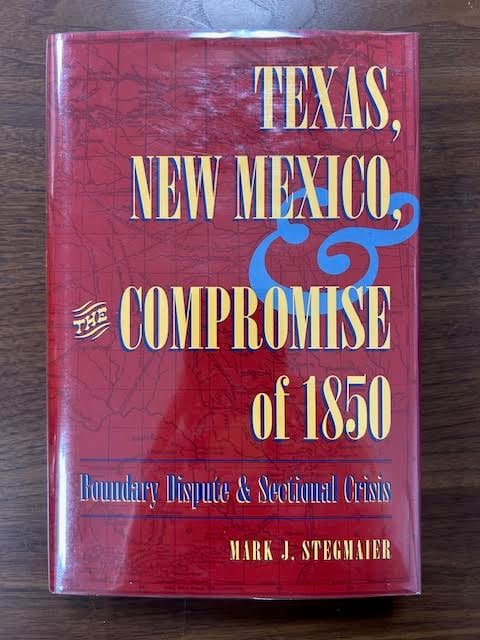 TEXAS,
NEW MEXICO,
&
THE COMPROMISE
of 1850
Boundary Dispute & Sectional Crisis
MARK J. STEGMAIER